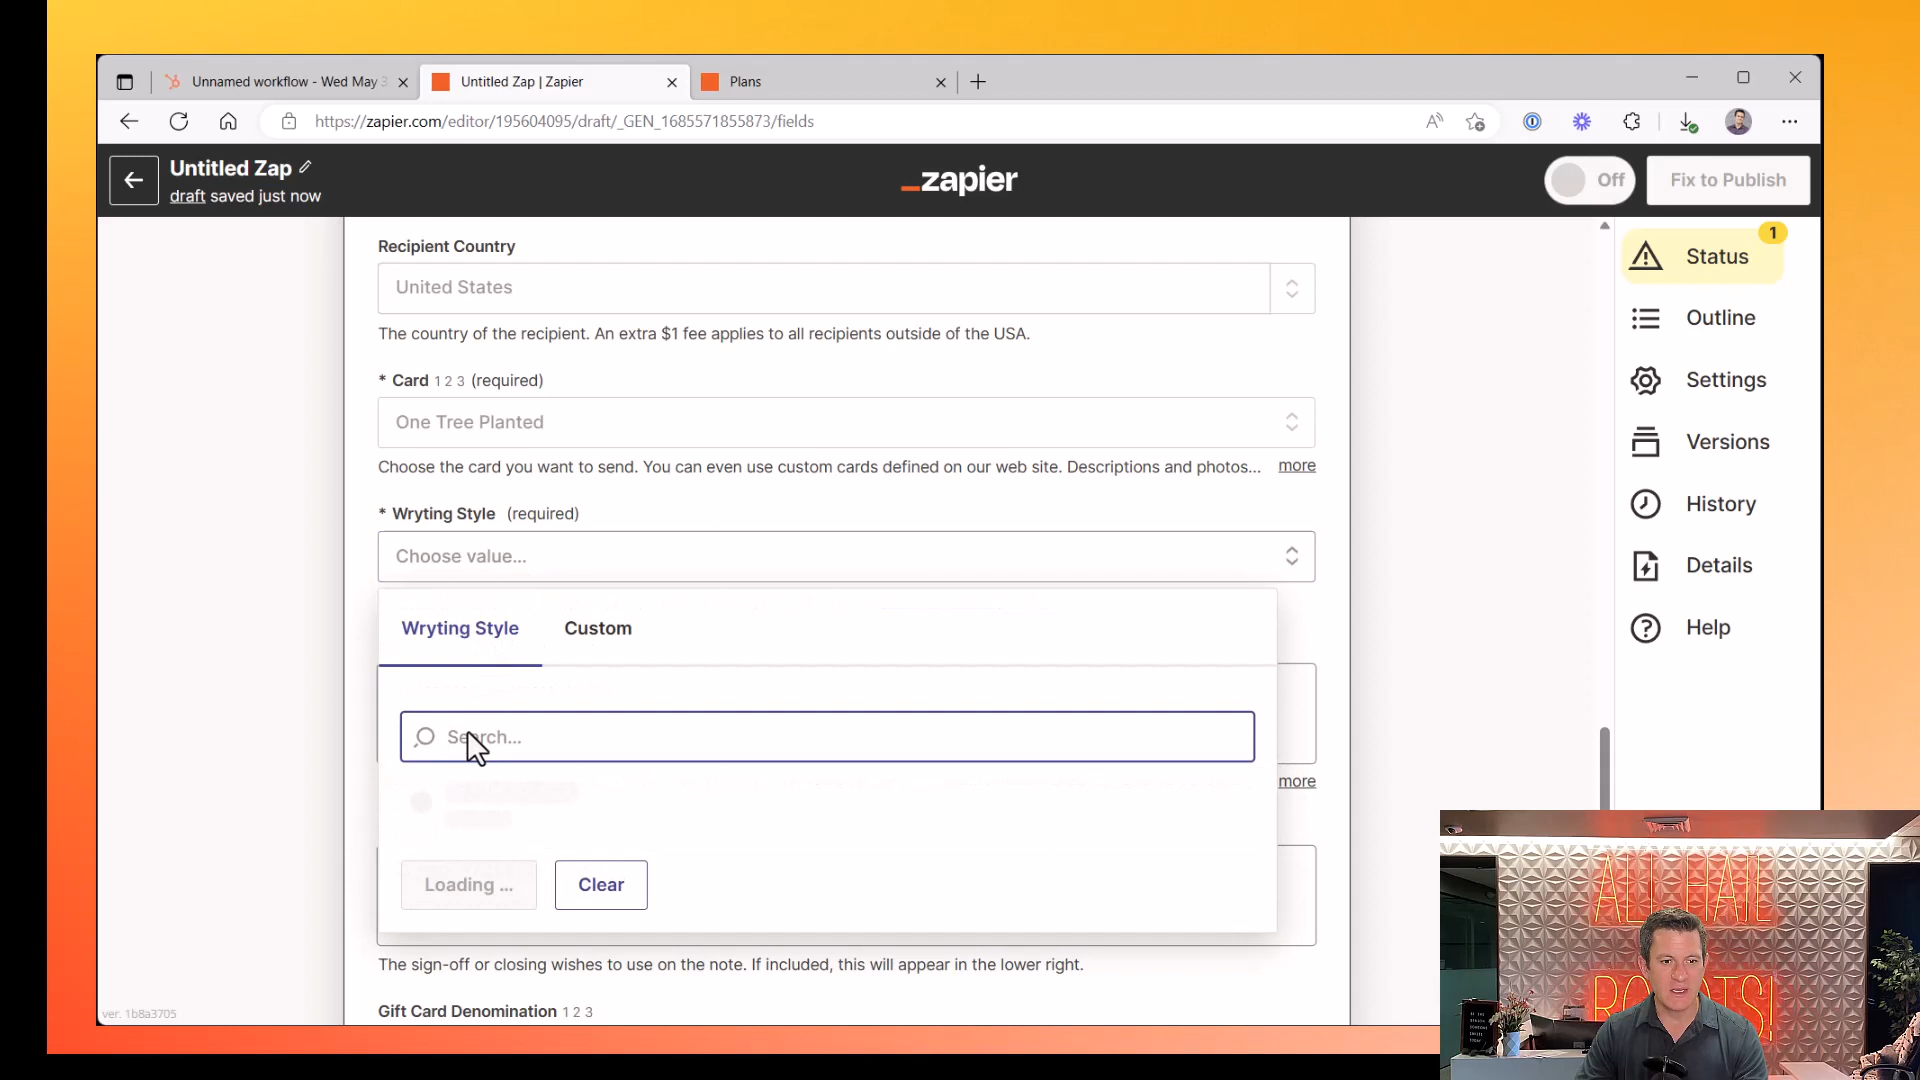 Unnamed workflow - Wed May 3
Untitled Zap | Zapier
Plans
https://zapier.com/editor/195604095/draft/_GEN_1685571855873/fields
Untitled Zap
draft saved just now
zapier
Off
Fix to Publish
Recipient Country
United States
The country of the recipient. An extra $1 fee applies to all recipients outside of the USA.
* Card 1 2 3 (required)
One Tree Planted
Choose the card you want to send. You can even use custom cards defined on our web site. Descriptions and photos... more
* Wryting Style (required)
Choose value...
Wryting Style
Custom
Search...
more
Loading ...
Clear
The sign-off or closing wishes to use on the note. If included, this will appear in the lower right.
Gift Card Denomination 1 2 3
ver. 1b8a3705
1
Status
Outline
Settings
Versions
History
Details
Help
ALL HAIL